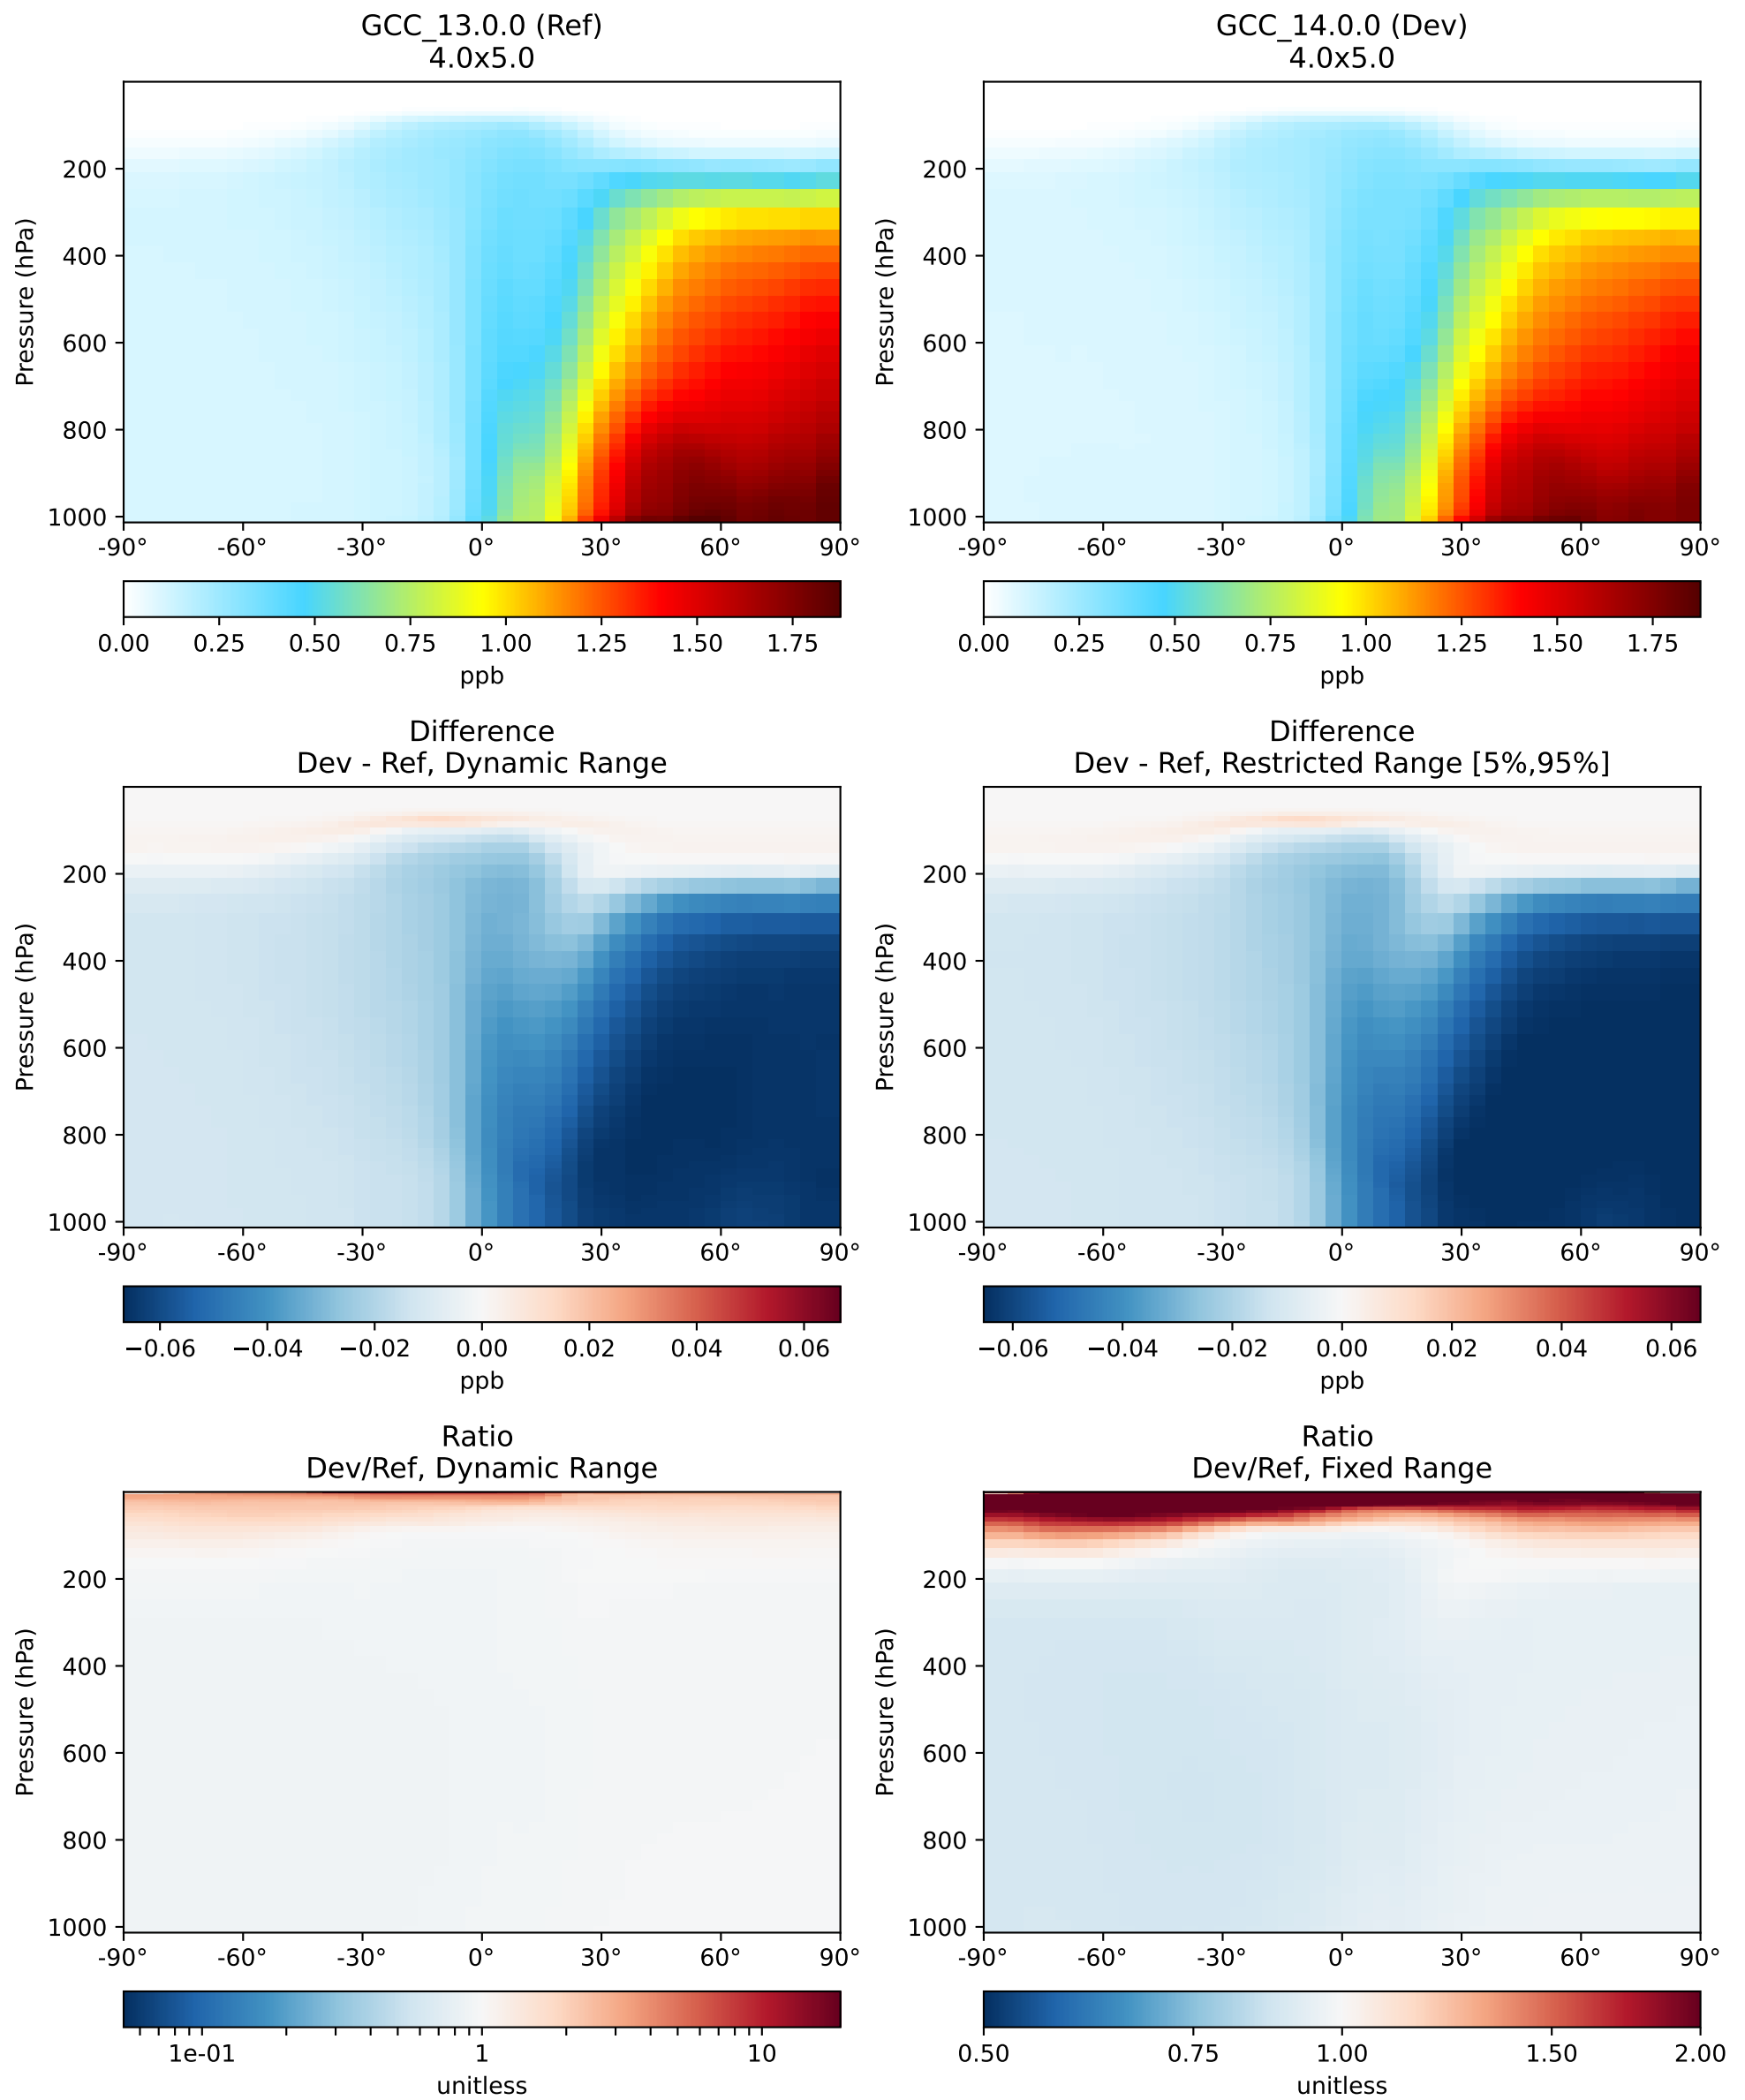 GCC_13.0.0 (Ref)
4.0x5.0
Pressure (hPa)
200
400
600
800
1000
-90° -60° -30° 0° 30° 60° 90°
0.00 0.25 0.50 0.75 1.00 1.25 1.50 1.75
ppb
GCC_14.0.0 (Dev)
4.0x5.0
Pressure (hPa)
200
400
600
800
1000
-90° -60° -30° 0° 30° 60° 90°
0.00 0.25 0.50 0.75 1.00 1.25 1.50 1.75
ppb
Difference
Dev - Ref, Dynamic Range
Pressure (hPa)
200
400
600
800
1000
-90° -60° -30° 0° 30° 60° 90°
−0.06 −0.04 −0.02 0.00 0.02 0.04 0.06
ppb
Difference
Dev - Ref, Restricted Range [5%,95%]
Pressure (hPa)
200
400
600
800
1000
-90° -60° -30° 0° 30° 60° 90°
−0.06 −0.04 −0.02 0.00 0.02 0.04 0.06
ppb
Ratio
Dev/Ref, Dynamic Range
Pressure (hPa)
200
400
600
800
1000
-90° -60° -30° 0° 30° 60° 90°
1e-01 1 10
unitless
Ratio
Dev/Ref, Fixed Range
Pressure (hPa)
200
400
600
800
1000
-90° -60° -30° 0° 30° 60° 90°
0.50 0.75 1.00 1.50 2.00
unitless